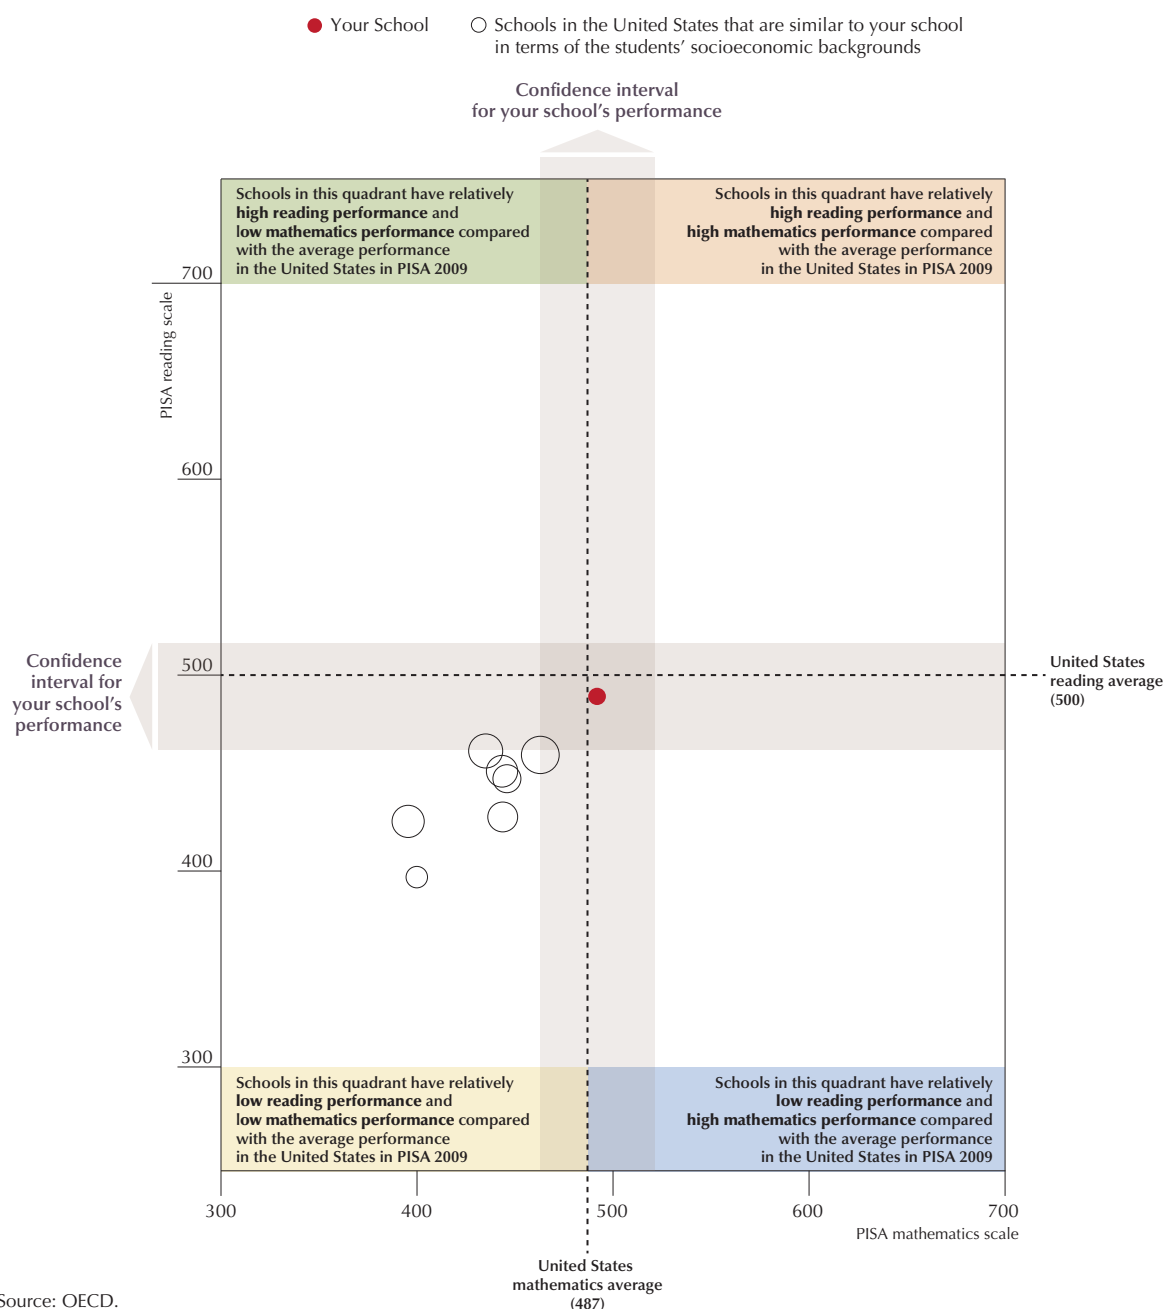 Your School
Schools in the United States that are similar to your school
in terms of the students’ socioeconomic backgrounds
Confidence interval
for your school’s performance
Schools in this quadrant have relatively
high reading performance and
low mathematics performance compared
with the average performance
in the United States in PISA 2009
Schools in this quadrant have relatively
high reading performance and
high mathematics performance compared
with the average performance
in the United States in PISA 2009
700
PISA reading scale
600
500
Confidence
interval for
your school’s
performance
United States
reading average
(500)
400
300
Schools in this quadrant have relatively
low reading performance and
low mathematics performance compared
with the average performance
in the United States in PISA 2009
Schools in this quadrant have relatively
low reading performance and
high mathematics performance compared
with the average performance
in the United States in PISA 2009
300
400
500
600
700
PISA mathematics scale
United States
mathematics average
(487)
Source: OECD.